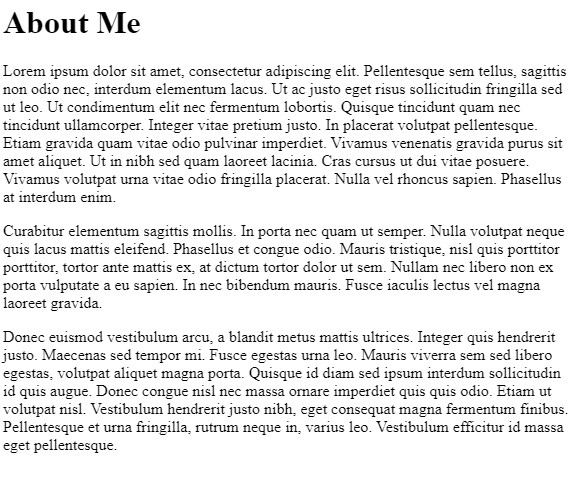 About Me
Lorem ipsum dolor sit amet, consectetur adipiscing elit. Pellentesque sem tellus, sagittis
non odio nec, interdum elementum lacus. Ut ac justo eget risus sollicitudin fringilla sed
ut leo. Ut condimentum elit nec fermentum lobortis. Quisque tincidunt quam nec
tincidunt ullamcorper. Integer vitae pretium justo. In placerat volutpat pellentesque.
Etiam gravida quam vitae odio pulvinar imperdiet. Vivamus venenatis gravida purus sit
amet aliquet. Ut in nibh sed quam laoreet lacinia. Cras cursus ut dui vitae posuere.
Vivamus volutpat urna vitae odio fringilla placerat. Nulla vel rhoncus sapien. Phasellus
at interdum enim.
Curabitur elementum sagittis mollis. In porta nec quam ut semper. Nulla volutpat neque
quis lacus mattis eleifend. Phasellus et congue odio. Mauris tristique, nisl quis porttitor
porttitor, tortor ante mattis ex, at dictum tortor dolor ut sem. Nullam nec libero non ex
porta vulputate a eu sapien. In nec bibendum mauris. Fusce iaculis lectus vel magna
laoreet gravida.
Donec euismod vestibulum arcu, a blandit metus mattis ultrices. Integer quis hendrerit
justo. Maecenas sed tempor mi. Fusce egestas urna leo. Mauris viverra sem sed libero
egestas, volutpat aliquet magna porta. Quisque id diam sed ipsum interdum sollicitudin
id quis augue. Donec congue nisl nec massa ornare imperdiet quis quis odio. Etiam ut
volutpat nisl. Vestibulum hendrerit justo nibh, eget consequat magna fermentum finibus.
Pellentesque et urna fringilla, rutrum neque in, varius leo. Vestibulum efficitur id massa
eget pellentesque.